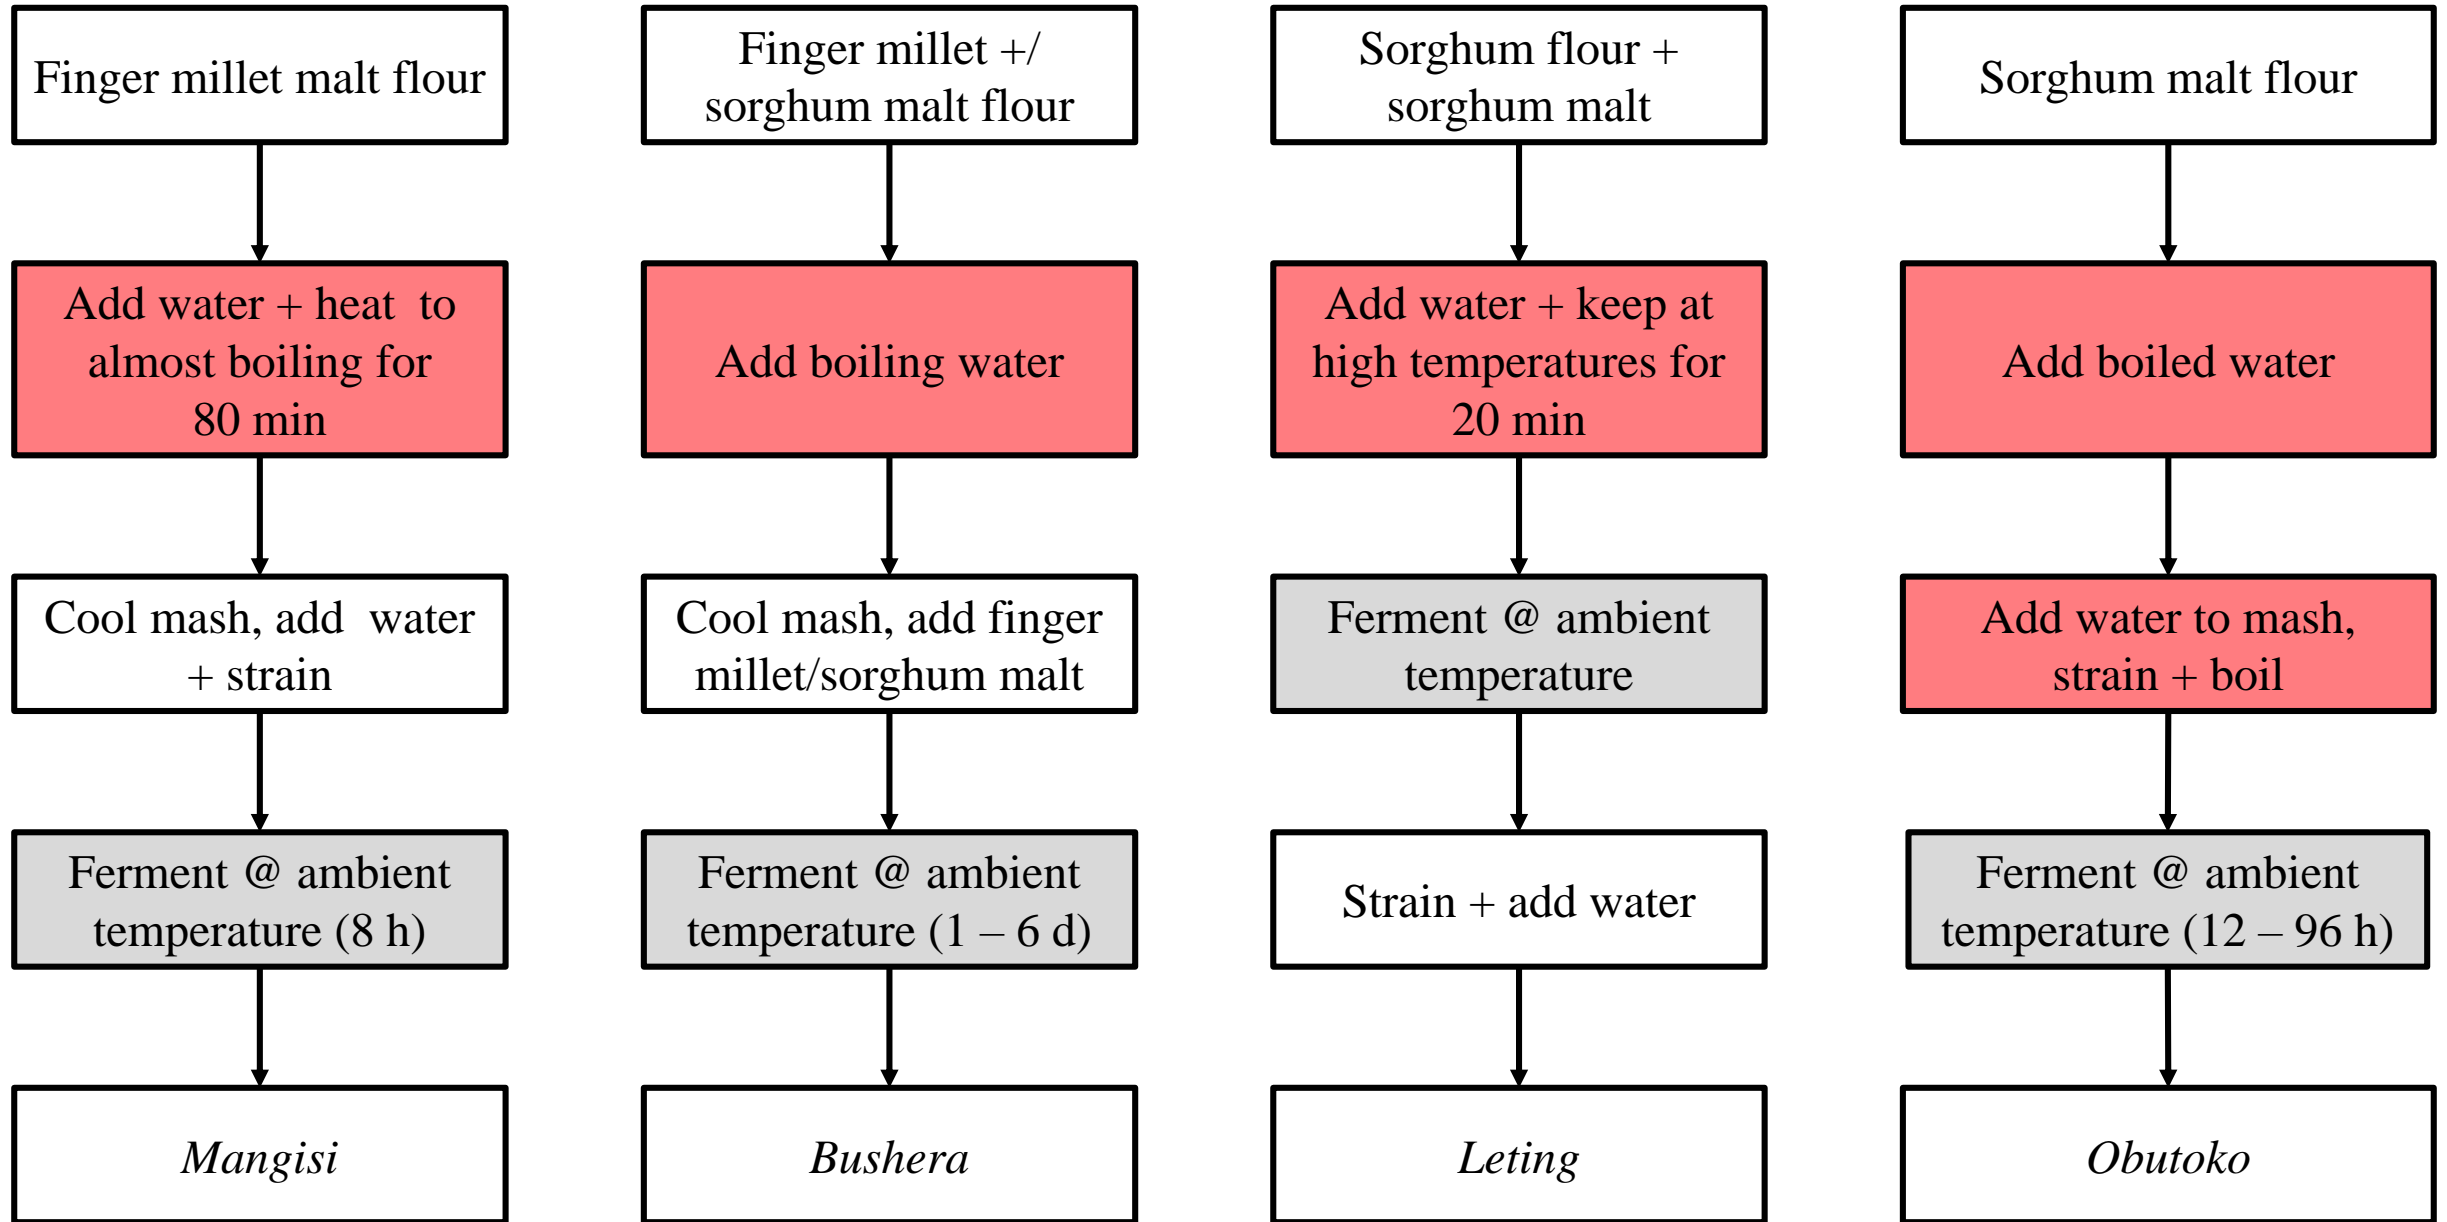 Finger millet malt flour
Add water + heat to
almost boiling for
80 min
Cool mash, add water
+ strain
Ferment @ ambient
temperature (8 h)
Mangisi
Finger millet +/
sorghum malt flour
Add boiling water
Cool mash, add finger
millet/sorghum malt
Ferment @ ambient
temperature (1 – 6 d)
Bushera
Sorghum flour +
sorghum malt
Add water + keep at
high temperatures for
20 min
Ferment @ ambient
temperature
Strain + add water
Leting
Sorghum malt flour
Add boiled water
Add water to mash,
strain + boil
Ferment @ ambient
temperature (12 – 96 h)
Obutoko